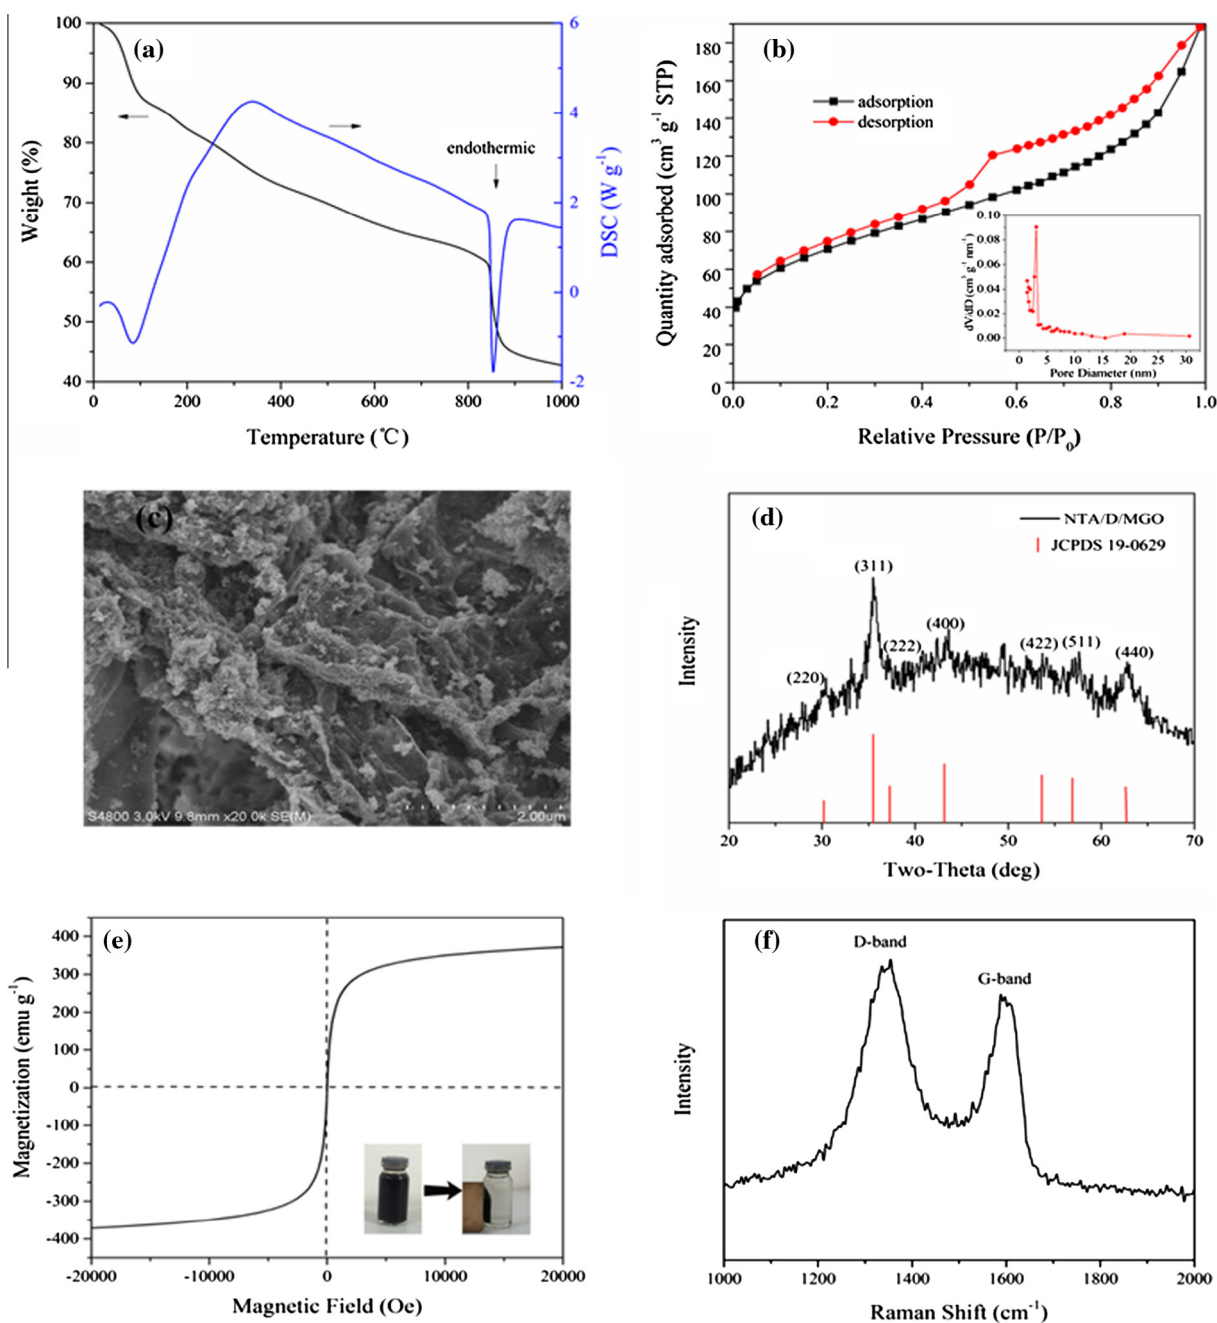 (a)
endothermic
Weight (%)
100
90
80
70
60
50
40
DSC (W g⁻¹)
6
4
2
0
-2
0 200 400 600 800 1000
Temperature (℃)
(b)
adsorption
desorption
Quantity adsorbed (cm³ g⁻¹ STP)
180
160
140
120
100
80
60
40
20
0
0.0 0.2 0.4 0.6 0.8 1.0
Relative Pressure (P/P₀)
dV/dD (cm³g⁻¹ nm⁻¹)
0.10
0.08
0.06
0.04
0.02
0.00
0 5 10 15 20 25 30
Pore Diameter (nm)
(c)
S4800 3.0kV 9.8mm x20.0k SE(M)
2.00um
(d)
NTA/D/MGO
JCPDS 19-0629
(220)
(311)
(222)
(400)
(422)
(511)
(440)
Intensity
20 30 40 50 60 70
Two-Theta (deg)
(e)
Magnetization (emu g⁻¹)
400
300
200
100
0
-100
-200
-300
-400
-20000 -10000 0 10000 20000
Magnetic Field (Oe)
(f)
D-band
G-band
Intensity
1000 1200 1400 1600 1800 2000
Raman Shift (cm⁻¹)